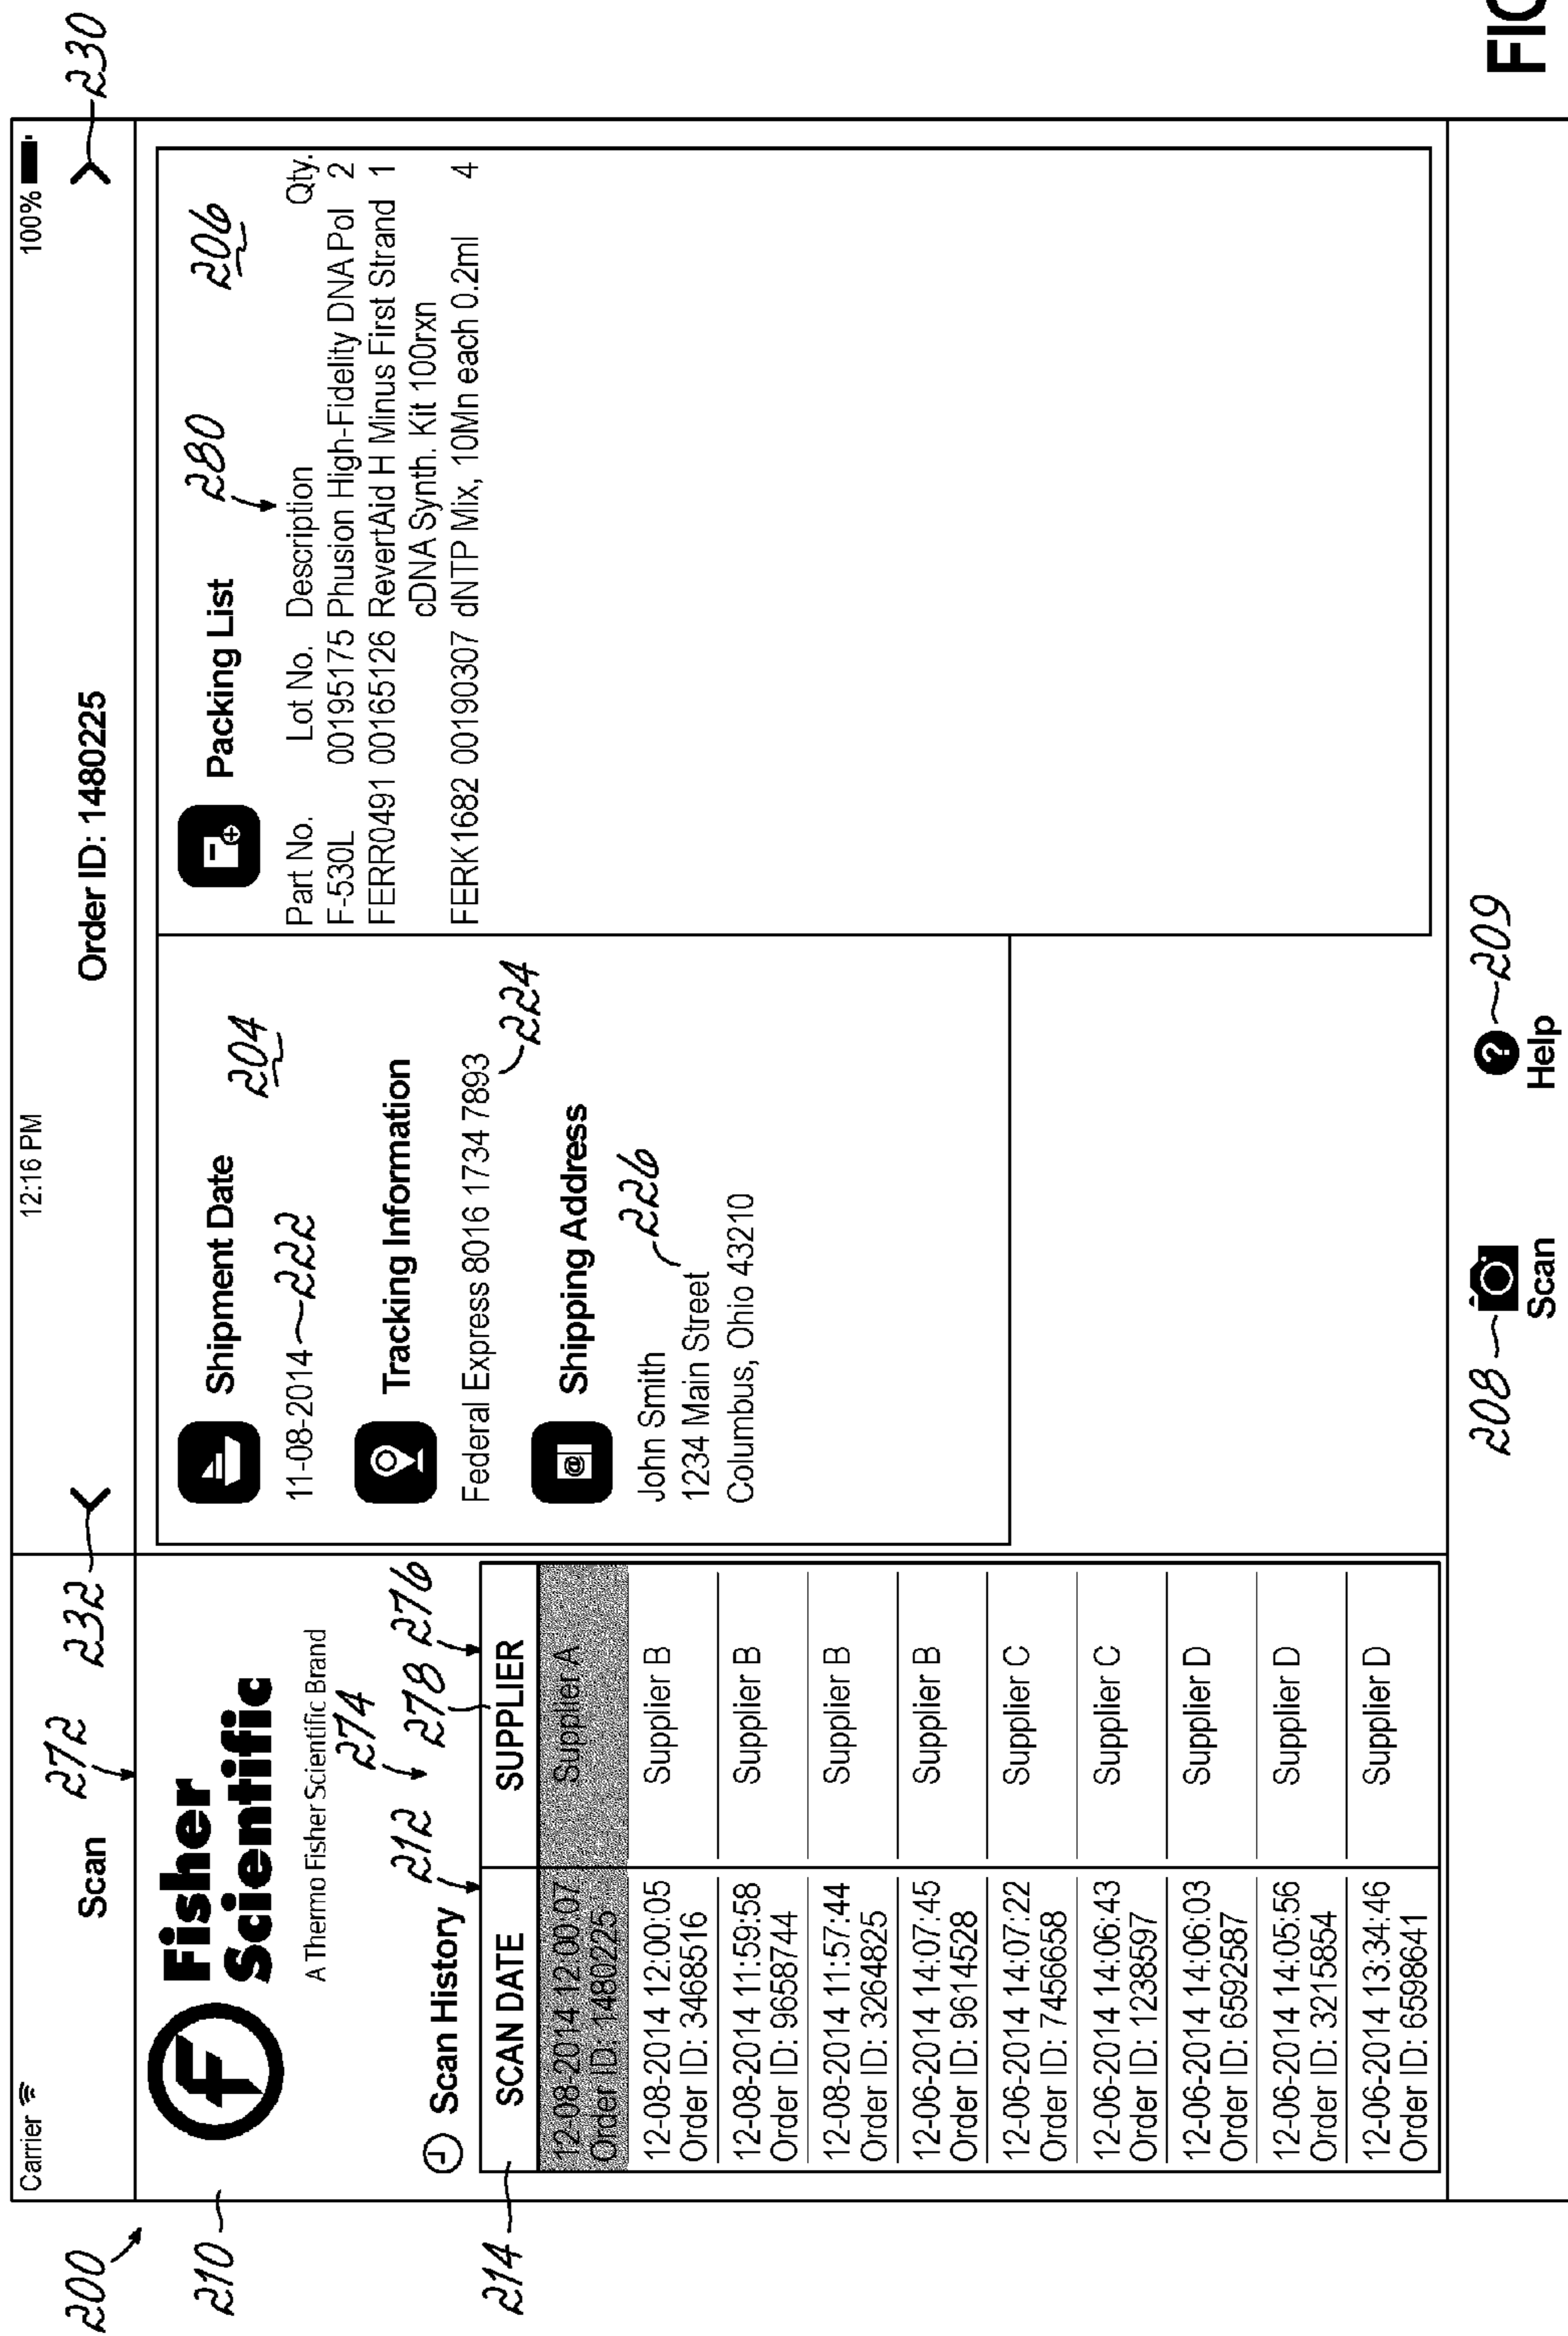 200
Carrier
12:16 PM
100%
272
232
230
Scan
Order ID: 1480225
210
Fisher
Scientific
A Thermo Fisher Scientific Brand
212
274
278
276
Scan History
214
SCAN DATE SUPPLIER
12-08-2014 12:00:07 Supplier A
Order ID: 1480225
12-08-2014 12:00:05 Supplier B
Order ID: 3468516
12-08-2014 11:59:58 Supplier B
Order ID: 9658744
12-08-2014 11:57:44 Supplier B
Order ID: 3264825
12-06-2014 14:07:45 Supplier B
Order ID: 9614528
12-06-2014 14:07:22 Supplier C
Order ID: 7456658
12-06-2014 14:06:43 Supplier C
Order ID: 1238597
12-06-2014 14:06:03 Supplier D
Order ID: 6592587
12-06-2014 14:05:56 Supplier D
Order ID: 3215854
12-06-2014 13:34:46 Supplier D
Order ID: 6598641
Shipment Date
204
11-08-2014 222
Tracking Information
Federal Express 8016 1734 7893
224
Shipping Address
226
John Smith
1234 Main Street
Columbus, Ohio 43210
Packing List
280
206
Part No. Lot No. Description Qty.
F-530L 00195175 Phusion High-Fidelity DNA Pol 2
FERR0491 00165126 RevertAid H Minus First Strand 1
cDNA Synth. Kit 100rxn
FERK1682 00190307 dNTP Mix, 10Mn each 0.2ml 4
208
Scan
209
Help